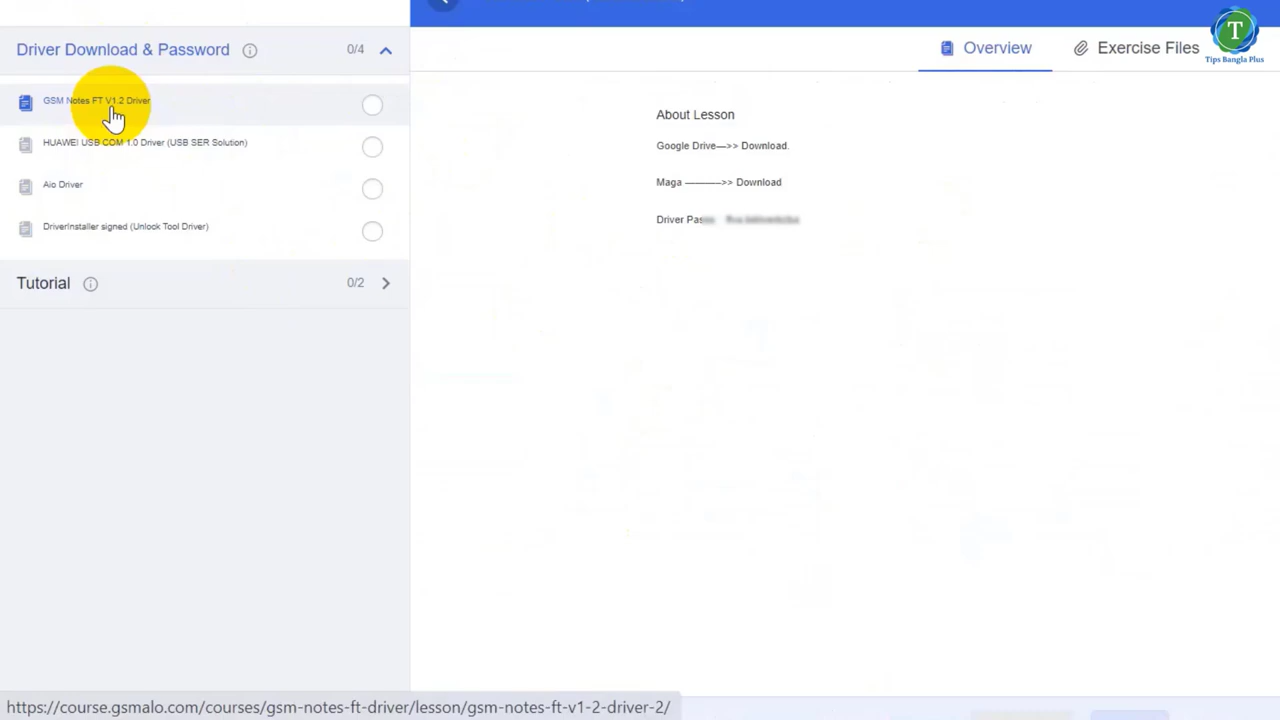 Driver Download & Password 0/4
GSM Notes FT V1.2 Driver
HUAWEI USB COM 1.0 Driver (USB SER Solution)
Aio Driver
DriverInstaller signed (Unlock Tool Driver)
Tutorial 0/2
Overview
Exercise Files
T
Tips Bangla Plus
About Lesson
Google Drive—>> Download.
Maga ———>> Download
Driver
https://course.gsmalo.com/courses/gsm-notes-ft-driver/lesson/gsm-notes-ft-v1-2-driver-2/